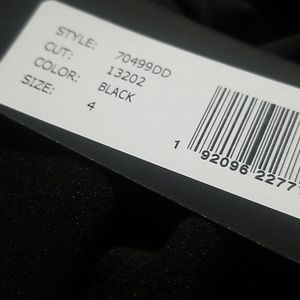 STYLE: 70499DD
CUT: 13202
COLOR: BLACK
SIZE: 4
1 92096 2277